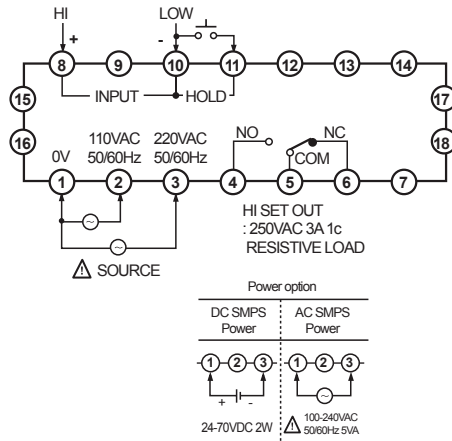 HI
LOW
+
-
8
9
10
11
12
13
14
INPUT
HOLD
15
16
17
18
0V
110VAC
50/60Hz
220VAC
50/60Hz
NO
NC
COM
1
2
3
4
5
6
7
HI SET OUT
: 250VAC 3A 1c
RESISTIVE LOAD
SOURCE
Power option
DC SMPS
Power
AC SMPS
Power
1 2 3
1 2 3
+ -
24-70VDC 2W
100-240VAC
50/60Hz 5VA